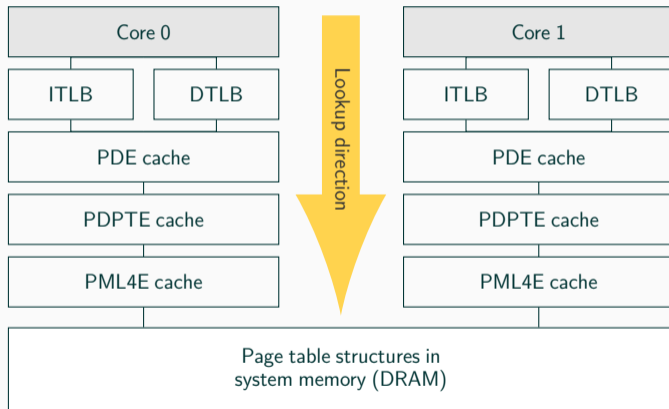 Core 0
Core 1
ITLB
DTLB
ITLB
DTLB
Lookup direction
PDE cache
PDE cache
PDPTE cache
PDPTE cache
PML4E cache
PML4E cache
Page table structures in
system memory (DRAM)